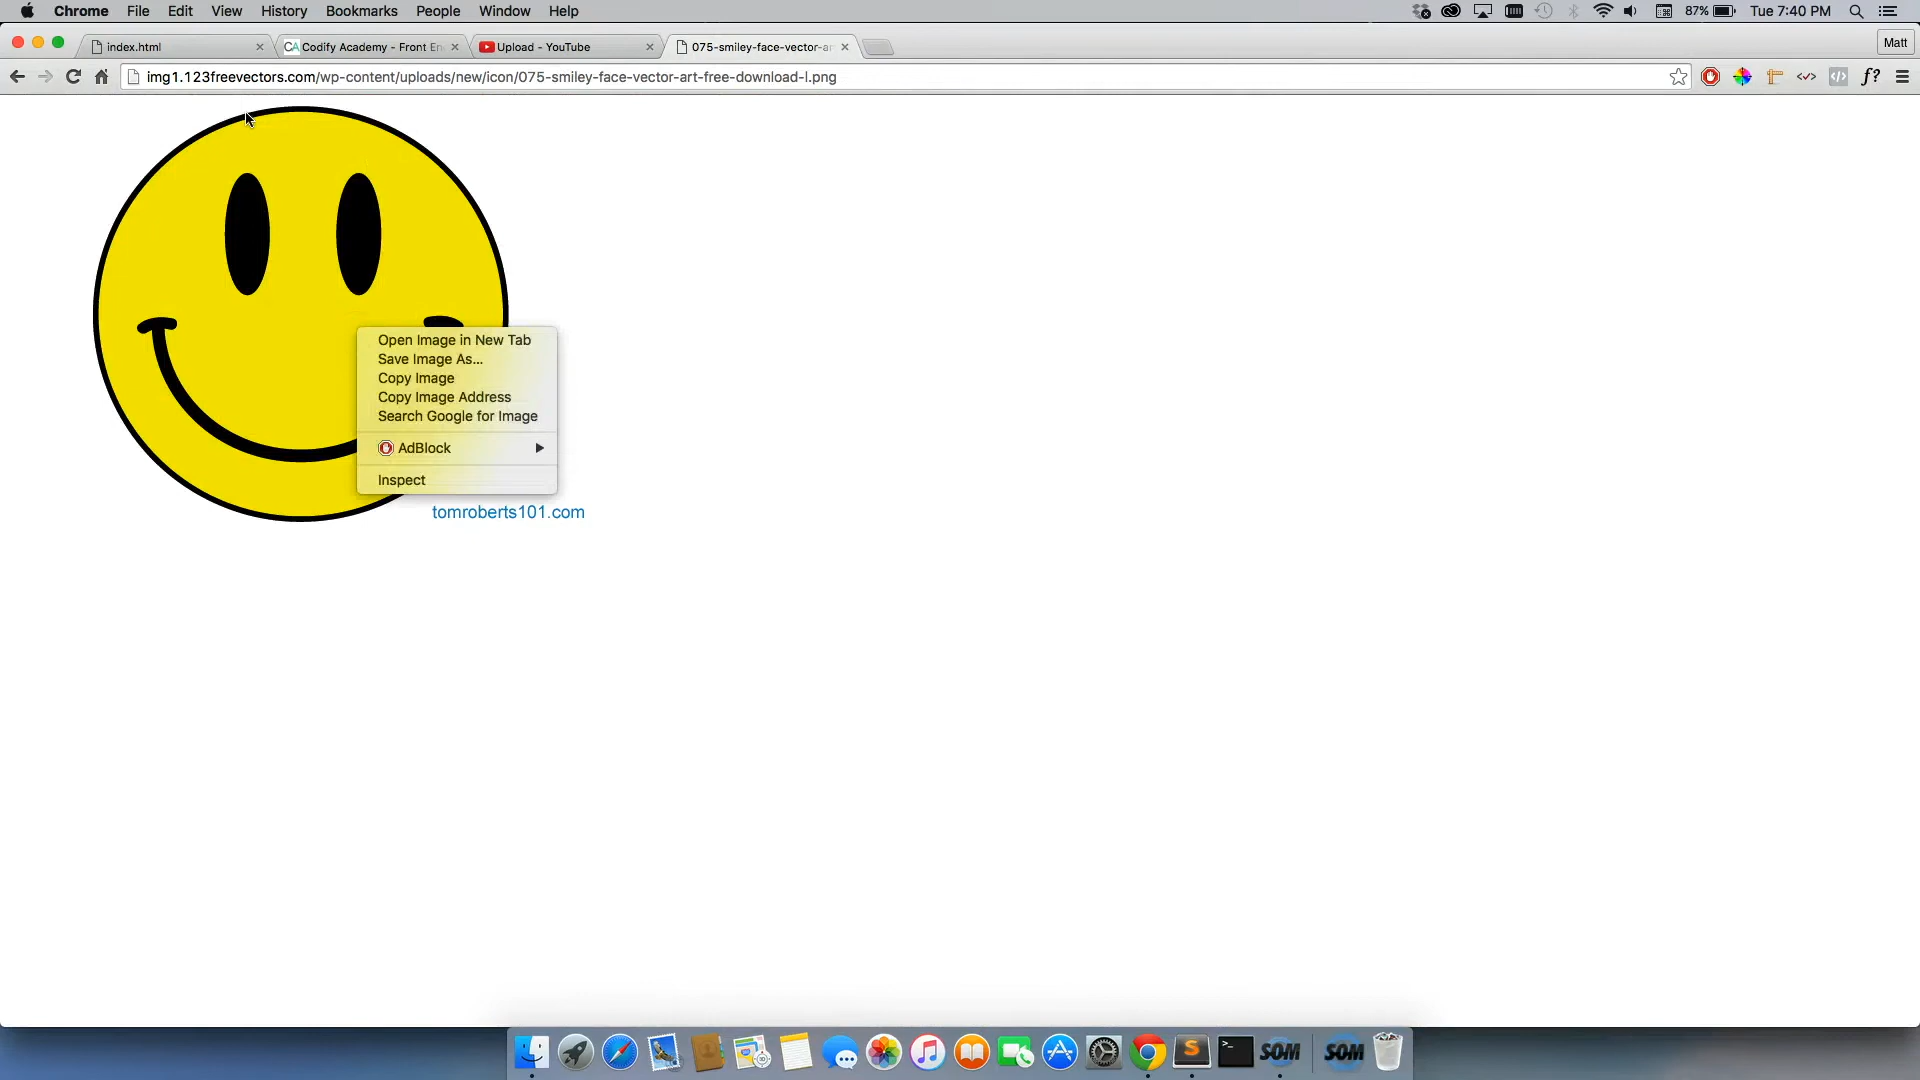 Chrome File Edit View History Bookmarks People Window Help 87% Tue 7:40 PM
index.html CA Codify Academy - Front En Upload - YouTube 075-smiley-face-vector-ar Matt
img1.123freevectors.com/wp-content/uploads/new/icon/075-smiley-face-vector-art-free-download-l.png f?
Open Image in New Tab
Save Image As...
Copy Image
Copy Image Address
Search Google for Image
AdBlock
Inspect
tomroberts101.com
S SOM SOM